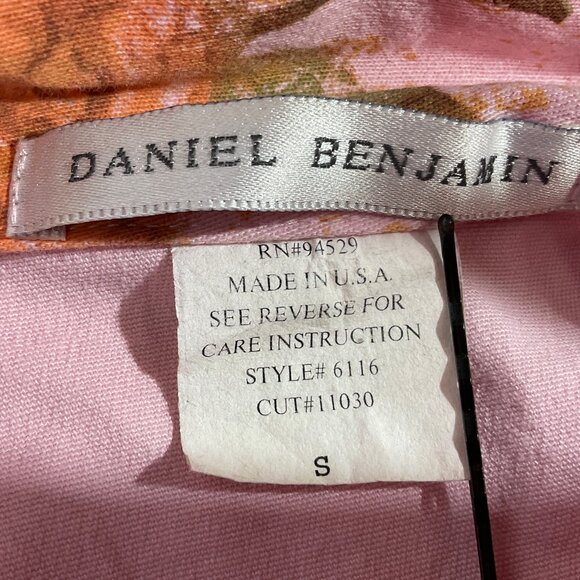 DANIEL BENJAMIN
RN#94529
MADE IN U.S.A.
SEE REVERSE FOR
CARE INSTRUCTION
STYLE# 6116
CUT#11030
S